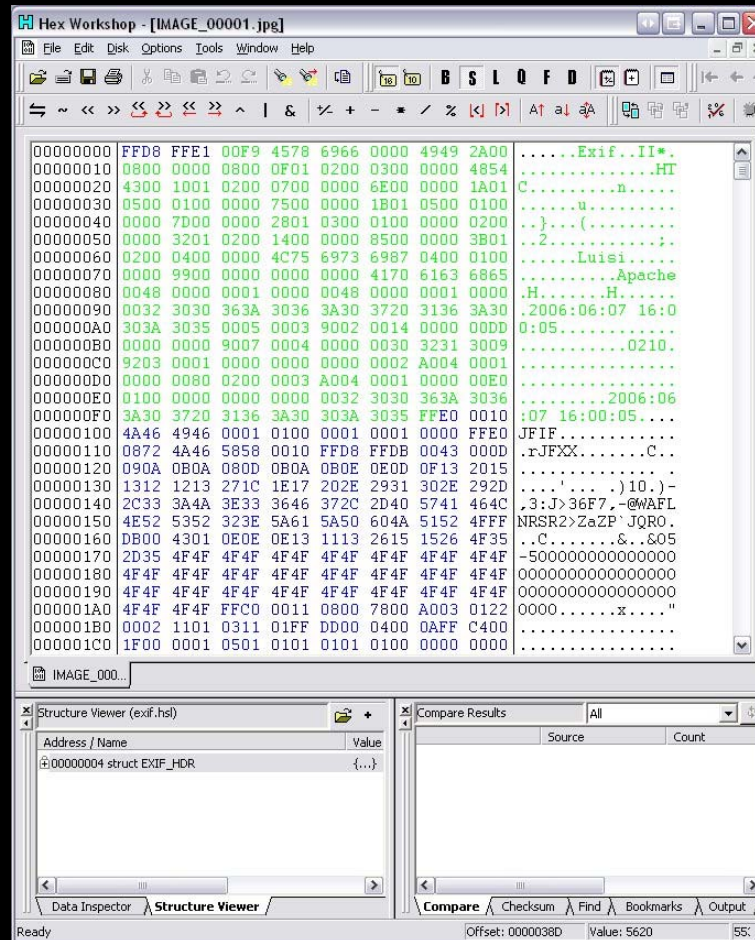 Hex Workshop - [IMAGE_00001.jpg]
File Edit Disk Options Tools Window Help
B S L Q F D
A↑ a↓
00000000 FFD8 FFE1 00F9 4578 6966 0000 4949 2A00 ......Exif..II*.
00000010 0800 0000 0800 0F01 0200 0300 0000 4854 ..............HT
00000020 4300 1001 0200 0700 0000 6E00 0000 1A01 C.........n.....
00000030 0500 0100 0000 7500 0000 1B01 0500 0100 ......u.........
00000040 0000 7D00 0000 2801 0300 0100 0000 0200 ..}...(.........
00000050 0000 3201 0200 1400 0000 8500 0000 3B01 ..2...........;.
00000060 0200 0400 0000 4C75 6973 6987 0400 0100 ......Luisi.....
00000070 0000 9900 0000 0000 0000 4170 6163 6865 ..........Apache
00000080 0048 0000 0001 0000 0048 0000 0001 0000 .H.......H......
00000090 0032 3030 363A 3036 3A30 3720 3136 3A30 .2006:06:07 16:0
000000A0 303A 3035 0005 0003 9002 0014 0000 00DD 0:05............
000000B0 0000 0000 9007 0004 0000 0030 3231 3009 ...........0210.
000000C0 9203 0001 0000 0000 0000 0002 A004 0001 ................
000000D0 0000 0080 0200 0003 A004 0001 0000 00E0 ................
000000E0 0100 0000 0000 0000 0032 3030 363A 3036 .........2006:06
000000F0 3A30 3720 3136 3A30 303A 3035 FFE0 0010 :07 16:00:05....
00000100 4A46 4946 0001 0100 0001 0001 0000 FFE0 JFIF............
00000110 0872 4A46 5858 0010 FFD8 FFDB 0043 000D .rJFXX.......C..
00000120 090A 0B0A 080D 0B0A 0B0E 0E0D 0F13 2015 .............. .
00000130 1312 1213 271C 1E17 202E 2931 302E 292D ....'... .)10.)-
00000140 2C33 3A4A 3E33 3646 372C 2D40 5741 464C ,3:J>36F7,-@WAFL
00000150 4E52 5352 323E 5A61 5A50 604A 5152 4FFF NRSR2>ZaZP`JQRO.
00000160 DB00 4301 0E0E 0E13 1113 2615 1526 4F35 ..C.......&..&O5
00000170 2D35 4F4F 4F4F 4F4F 4F4F 4F4F 4F4F 4F4F -5OOOOOOOOOOOOOO
00000180 4F4F 4F4F 4F4F 4F4F 4F4F 4F4F 4F4F 4F4F OOOOOOOOOOOOOOOO
00000190 4F4F 4F4F 4F4F 4F4F 4F4F 4F4F 4F4F 4F4F OOOOOOOOOOOOOOOO
000001A0 4F4F 4F4F FFC0 0011 0800 7800 A003 0122 OOOO......x...."
000001B0 0002 1101 0311 01FF DD00 0400 0AFF C400 ................
000001C0 1F00 0001 0501 0101 0101 0100 0000 0000 ................
IMAGE_000...
Structure Viewer (exif.hsl)
Address / Name Value
00000004 struct EXIF_HDR {...}
Data Inspector Structure Viewer
Compare Results All
Source Count
Compare Checksum Find Bookmarks Output
Ready Offset: 0000038D Value: 5620